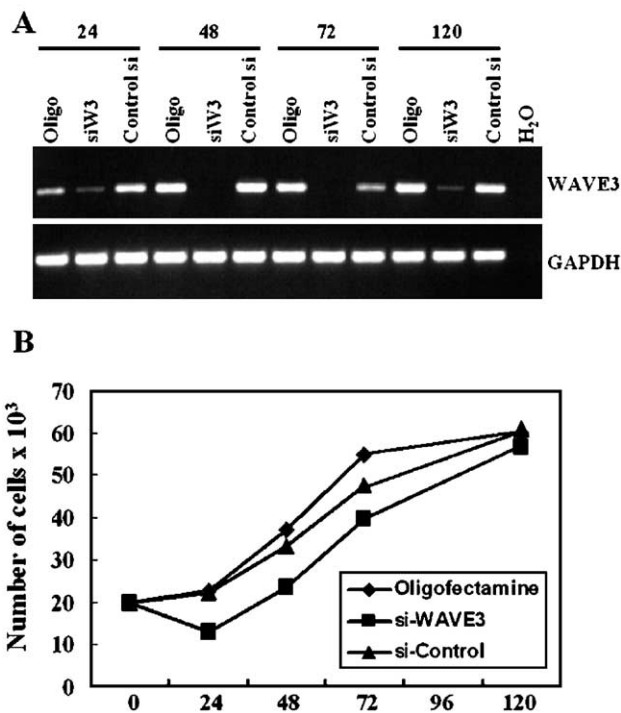 A
24 48 72 120
Oligo siW3 Control si Oligo siW3 Control si Oligo siW3 Control si Oligo siW3 Control si H₂O
WAVE3
GAPDH
B
Number of cells x 10³
70
60
50
40
30
20
10
0
Oligofectamine
si-WAVE3
si-Control
0 24 48 72 96 120